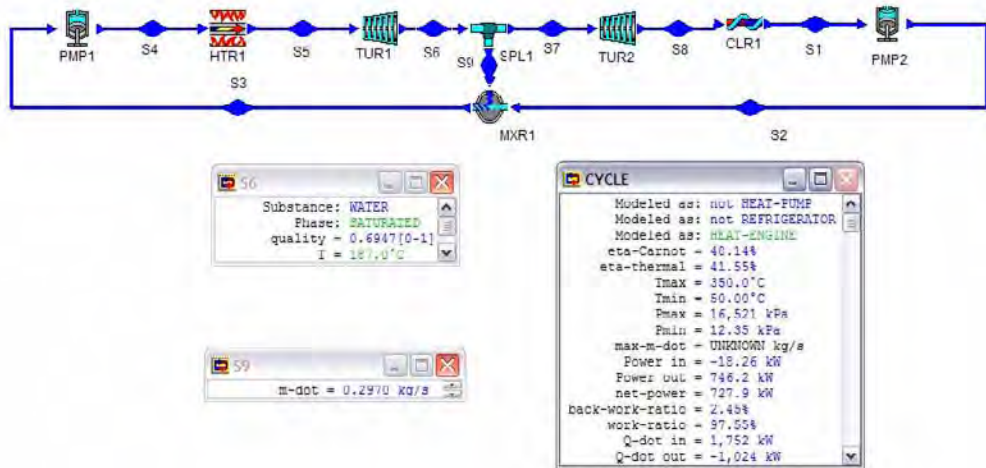 PMP1
S4
HTR1
S5
TUR1
S6
S9
SPL1
S7
TUR2
S8
CLR1
S1
PMP2
S3
MXR1
S2
S6
Substance: WATER
Phase: SATURATED
quality = 0.6947[0-1]
T = 187.0°C
S9
m-dot = 0.2970 kg/s
CYCLE
Modeled as: not HEAT-PUMP
Modeled as: not REFRIGERATOR
Modeled as: HEAT-ENGINE
eta-Carnot = 48.14%
eta-thermal = 41.55%
Tmax = 350.0°C
Tmin = 50.00°C
Pmax = 16,521 kPa
Pmin = 12.35 kPa
max-m-dot = UNKNOWN kg/s
Power in = -18.26 kW
Power out = 746.2 kW
net-power = 727.9 kW
back-work-ratio = 2.45%
work-ratio = 97.55%
Q-dot in = 1,752 kW
Q-dot out = -1,024 kW